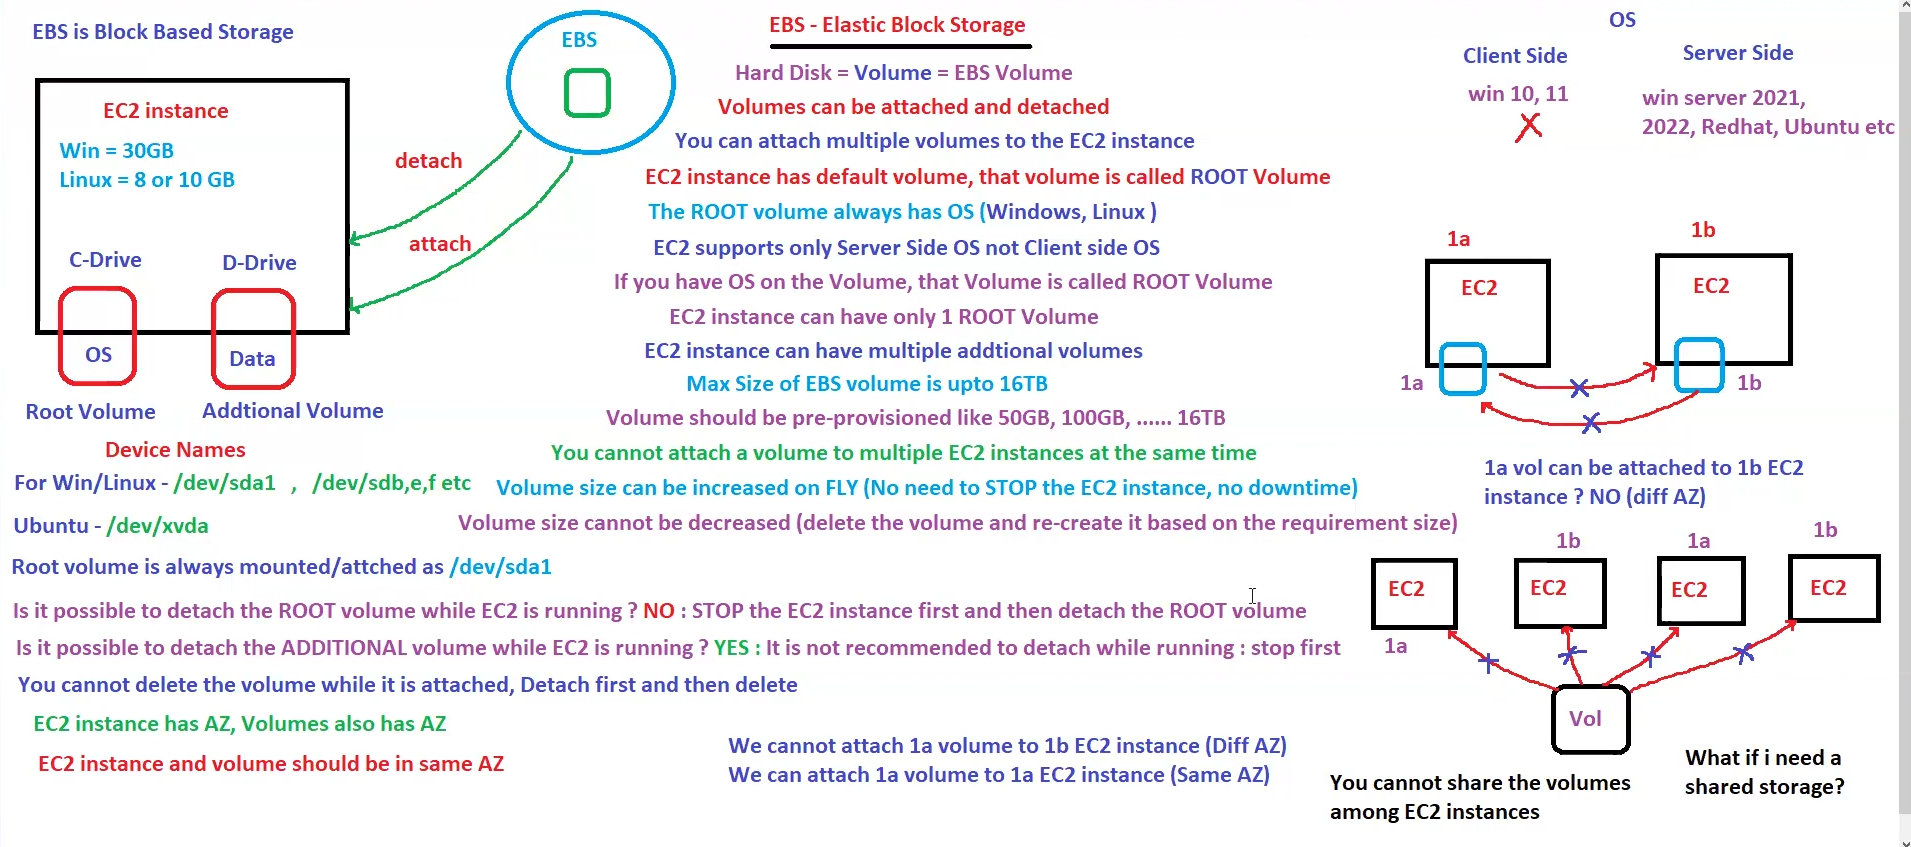 EBS is Block Based Storage
EC2 instance
Win = 30GB
Linux = 8 or 10 GB
C-Drive
D-Drive
OS
Data
Root Volume
Addtional Volume
EBS
detach
attach
EBS - Elastic Block Storage
Hard Disk = Volume = EBS Volume
Volumes can be attached and detached
You can attach multiple volumes to the EC2 instance
EC2 instance has default volume, that volume is called ROOT Volume
The ROOT volume always has OS (Windows, Linux )
EC2 supports only Server Side OS not Client side OS
If you have OS on the Volume, that Volume is called ROOT Volume
EC2 instance can have only 1 ROOT Volume
EC2 instance can have multiple addtional volumes
Max Size of EBS volume is upto 16TB
Volume should be pre-provisioned like 50GB, 100GB, ...... 16TB
You cannot attach a volume to multiple EC2 instances at the same time
Volume size can be increased on FLY (No need to STOP the EC2 instance, no downtime)
Volume size cannot be decreased (delete the volume and re-create it based on the requirement size)
Device Names
For Win/Linux - /dev/sda1 , /dev/sdb,e,f etc
Ubuntu - /dev/xvda
Root volume is always mounted/attched as /dev/sda1
Is it possible to detach the ROOT volume while EC2 is running ? NO : STOP the EC2 instance first and then detach the ROOT volume
Is it possible to detach the ADDITIONAL volume while EC2 is running ? YES : It is not recommended to detach while running : stop first
You cannot delete the volume while it is attached, Detach first and then delete
EC2 instance has AZ, Volumes also has AZ
EC2 instance and volume should be in same AZ
We cannot attach 1a volume to 1b EC2 instance (Diff AZ)
We can attach 1a volume to 1a EC2 instance (Same AZ)
OS
Client Side
Server Side
win 10, 11
win server 2021,
2022, Redhat, Ubuntu etc
1a
1b
EC2
EC2
1a
1b
1a vol can be attached to 1b EC2
instance ? NO (diff AZ)
1b
1a
1b
EC2
EC2
EC2
EC2
1a
Vol
You cannot share the volumes
among EC2 instances
What if i need a
shared storage?